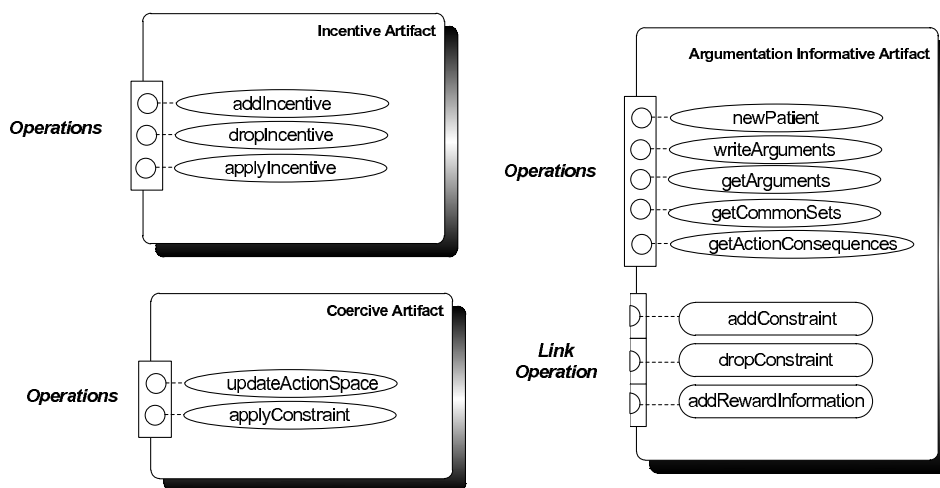 Incentive Artifact
Operations
addIncentive
dropIncentive
applyIncentive
Coercive Artifact
Operations
updateActionSpace
applyConstraint
Argumentation Informative Artifact
Operations
newPatient
writeArguments
getArguments
getCommonSets
getActionConsequences
Link
Operation
addConstraint
dropConstraint
addRewardInformation